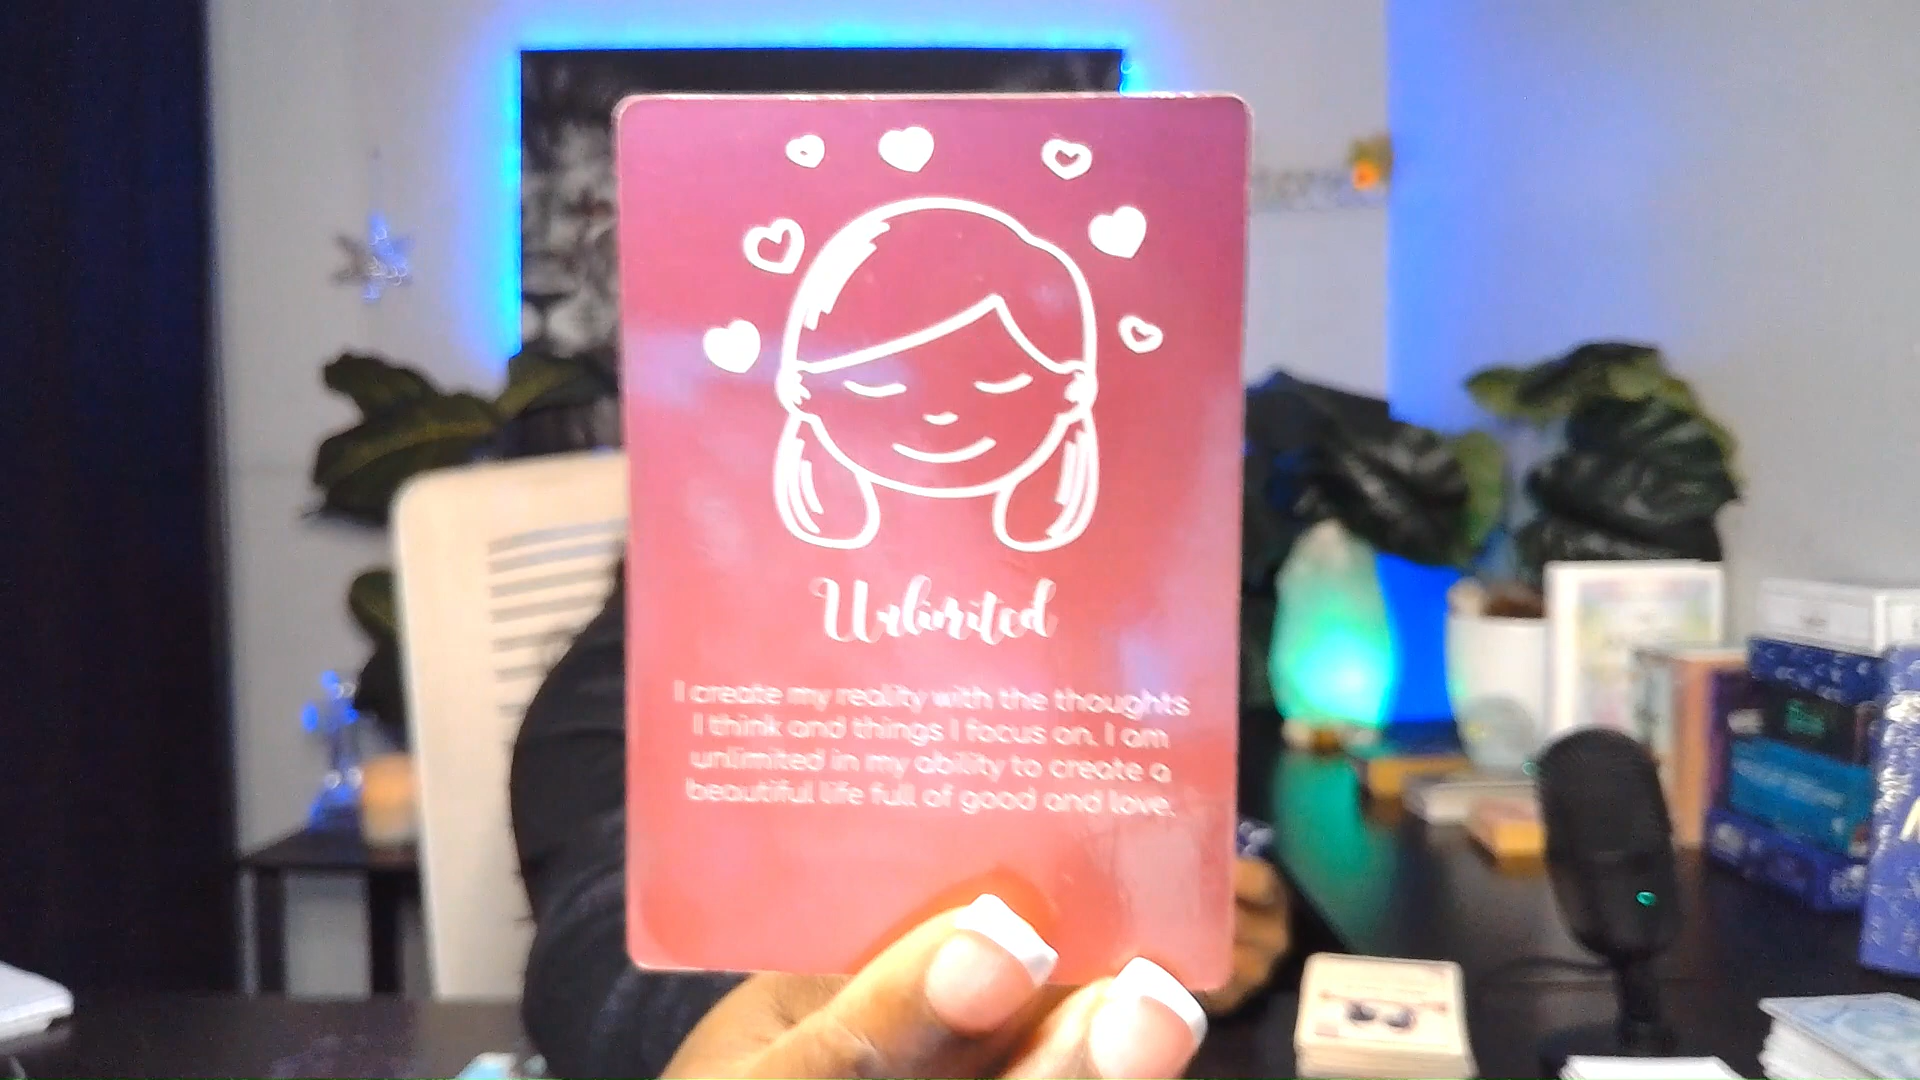 Unlimited
I create my reality with the thoughts
I think and things I focus on. I am
unlimited in my ability to create a
beautiful life full of good and love.